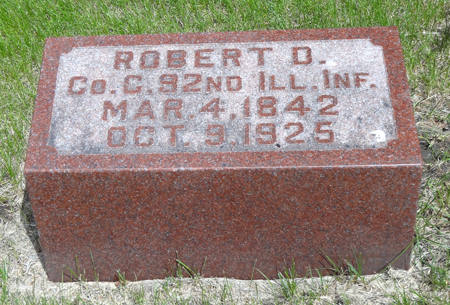 ROBERT D.
CO. C. 92ND ILL. INF.
MAR. 4, 1842
OCT. 9, 1925